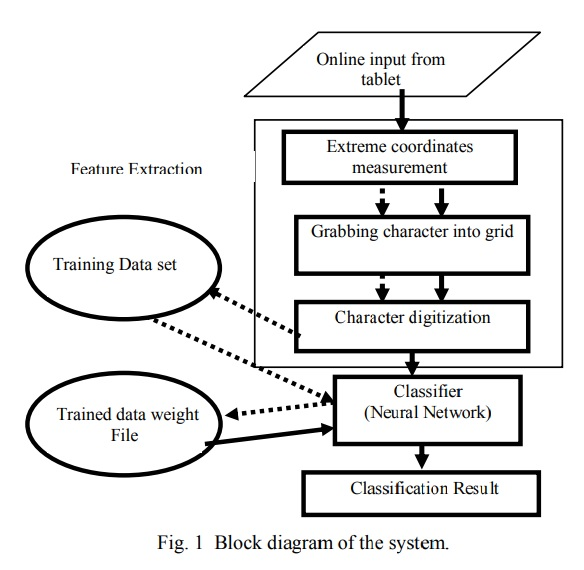 Online input from
tablet
Extreme coordinates
measurement
Feature Extraction
Grabbing character into grid
Training Data set
Character digitization
Classifier
(Neural Network)
Trained data weight
File
Classification Result
Fig. 1 Block diagram of the system.